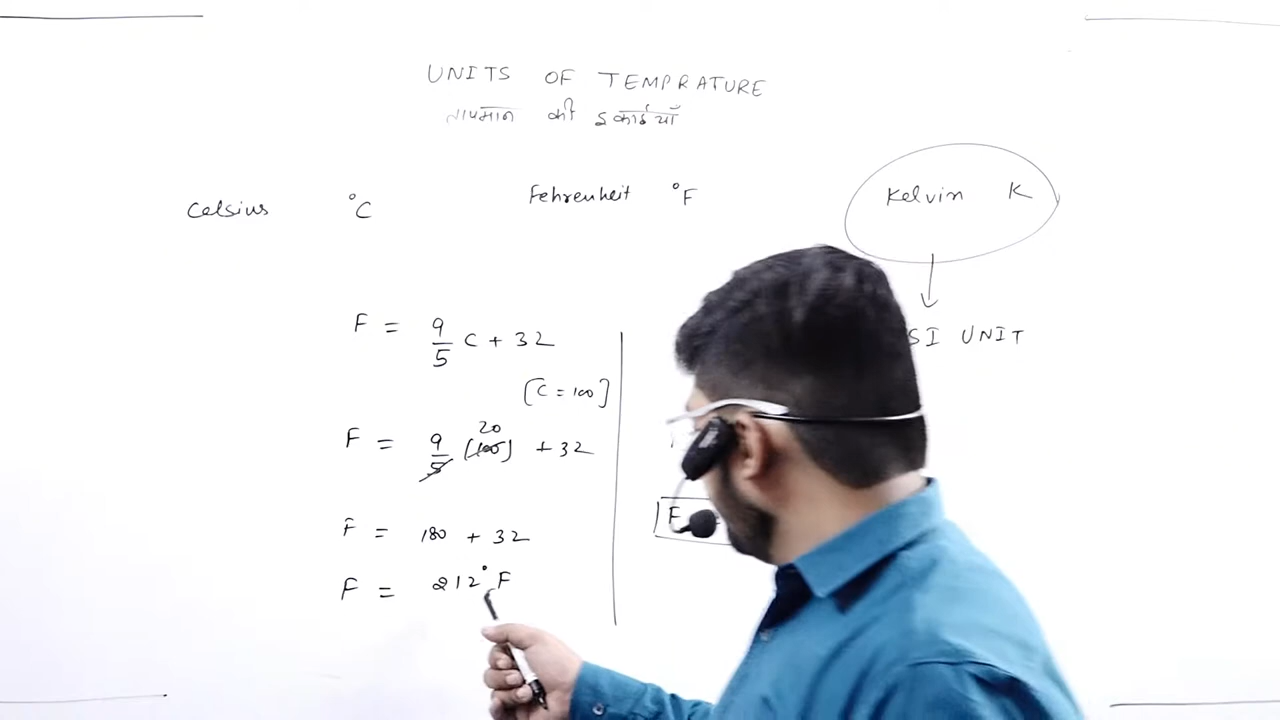 UNITS OF TEMPRATURE
तापमान की इकाईयाँ
Celsius °C
Fehrenheit °F
Kelvin K
SI UNIT
F = 9/5 C + 32
[C = 100]
F = 9/5 [100] + 32
20
F = 180 + 32
F = 212° F
F